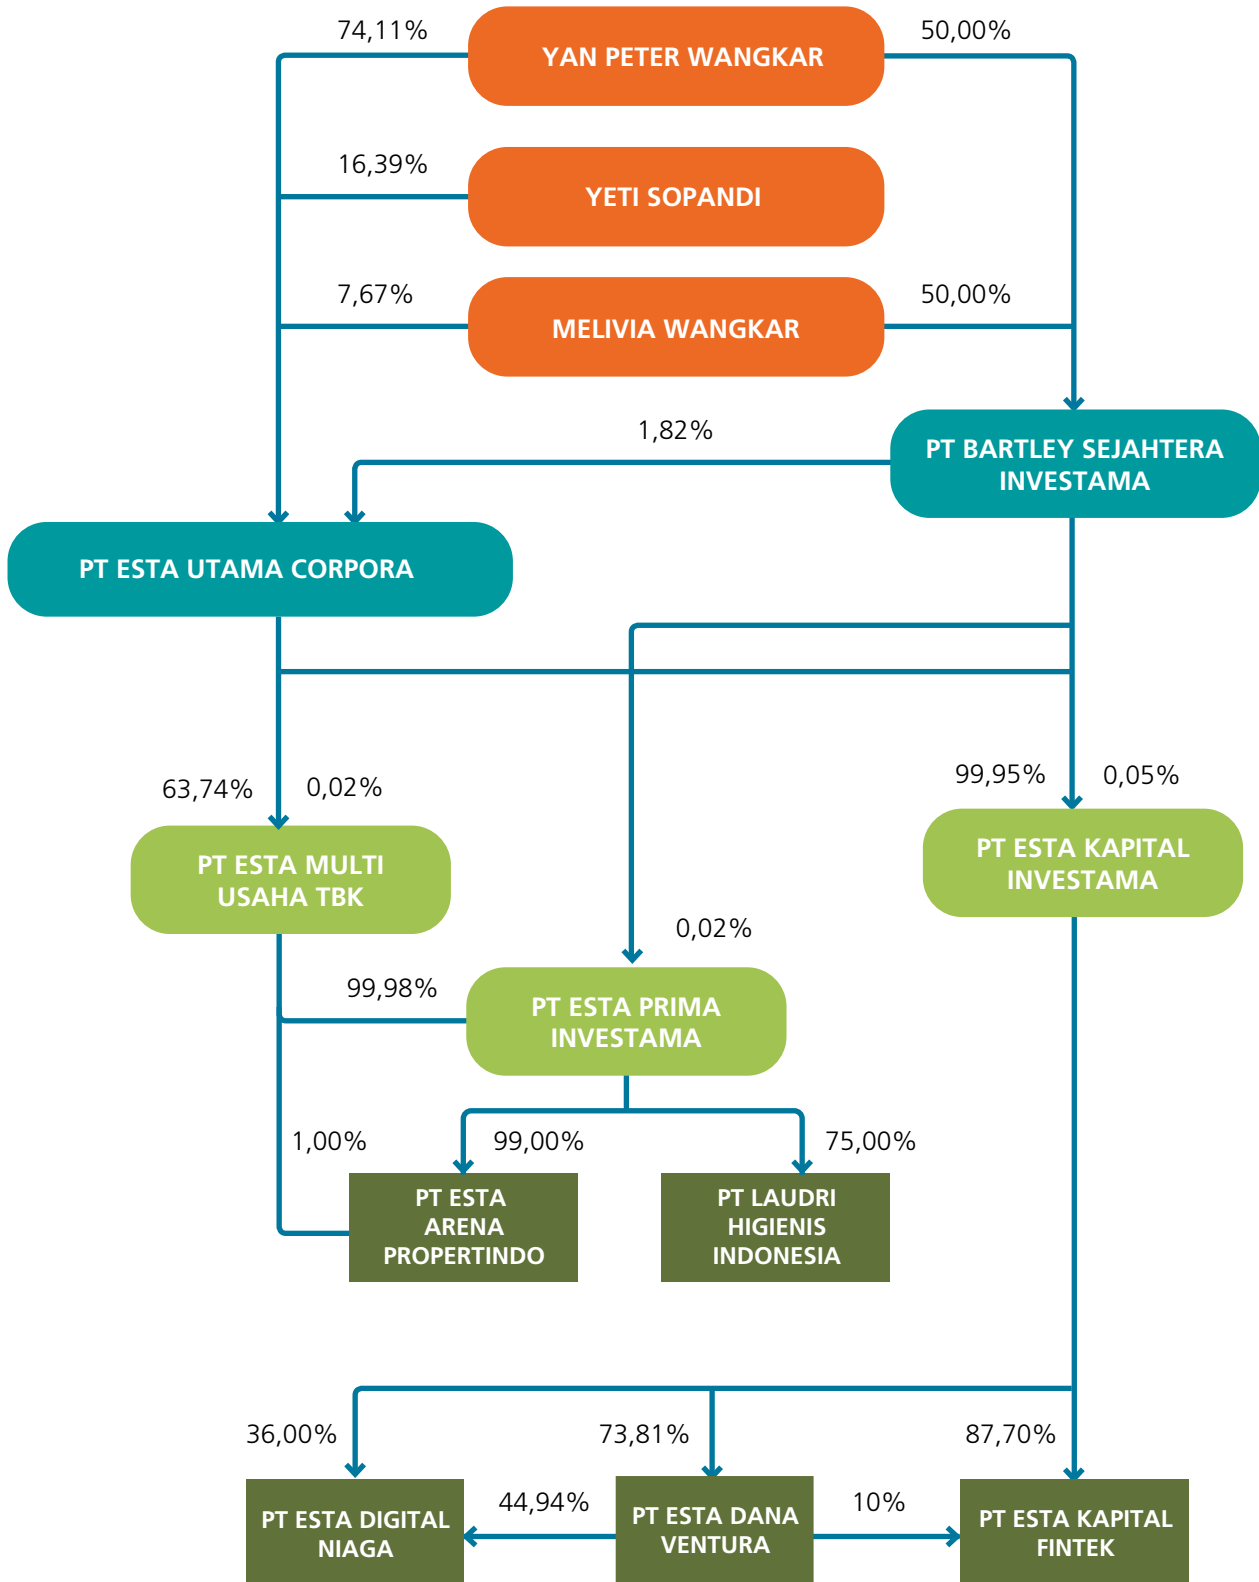 74,11%
YAN PETER WANGKAR
50,00%
16,39%
YETI SOPANDI
7,67%
MELIVIA WANGKAR
50,00%
1,82%
PT BARTLEY SEJAHTERA
INVESTAMA
PT ESTA UTAMA CORPORA
63,74%
0,02%
99,95%
0,05%
PT ESTA MULTI
USAHA TBK
PT ESTA KAPITAL
INVESTAMA
0,02%
99,98%
PT ESTA PRIMA
INVESTAMA
1,00%
99,00%
75,00%
PT ESTA
ARENA
PROPERTINDO
PT LAUDRI
HIGIENIS
INDONESIA
36,00%
73,81%
87,70%
PT ESTA DIGITAL
NIAGA
44,94%
PT ESTA DANA
VENTURA
10%
PT ESTA KAPITAL
FINTEK